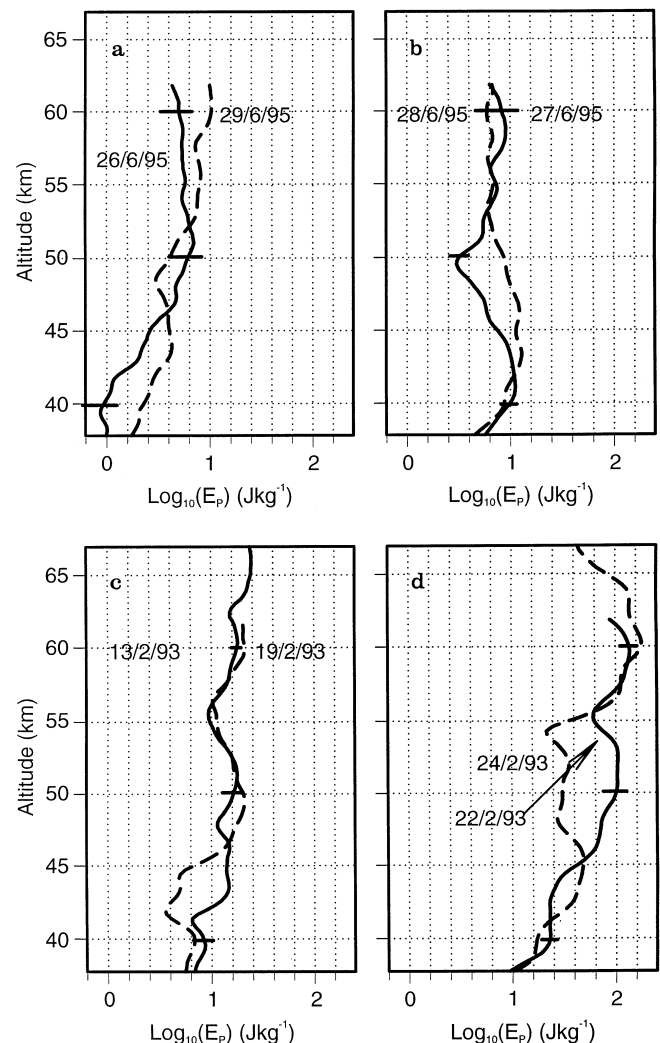 a
65
60
55
50
45
40
Altitude (km)
29/6/95
26/6/95
0 1 2
Log₁₀(Eₚ) (Jkg⁻¹)
b
28/6/95 27/6/95
0 1 2
Log₁₀(Eₚ) (Jkg⁻¹)
c
65
60
55
50
45
40
Altitude (km)
13/2/93 19/2/93
0 1 2
Log₁₀(Eₚ) (Jkg⁻¹)
d
24/2/93
22/2/93
0 1 2
Log₁₀(Eₚ) (Jkg⁻¹)